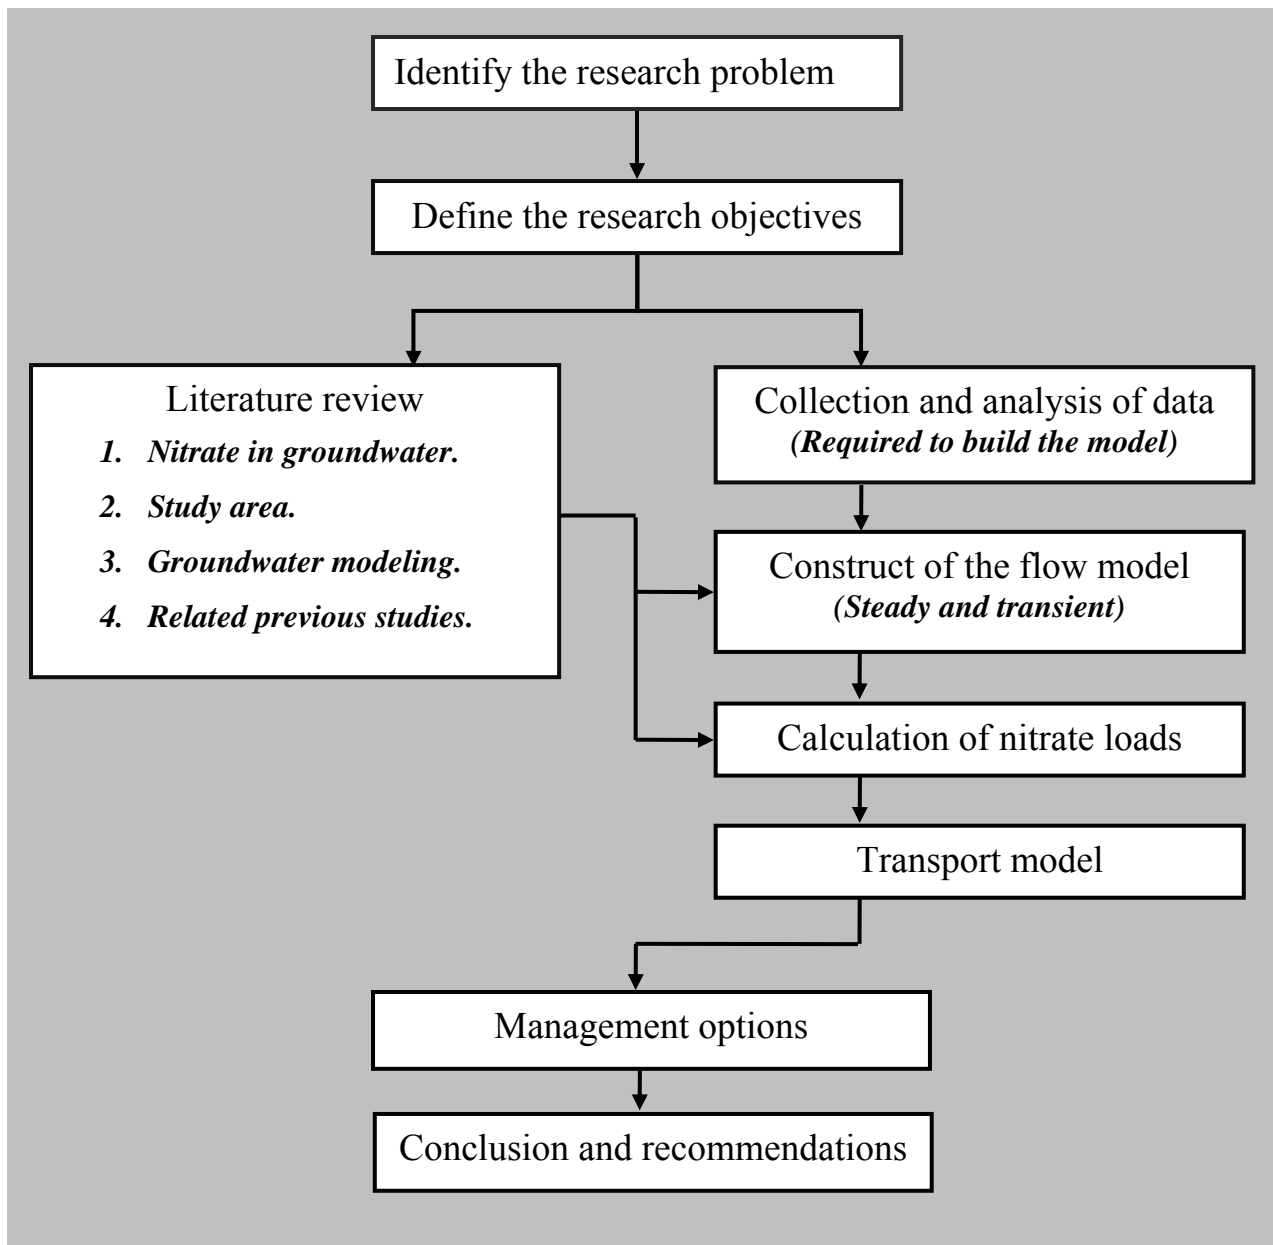 Identify the research problem
Define the research objectives
Literature review
1. Nitrate in groundwater.
2. Study area.
3. Groundwater modeling.
4. Related previous studies.
Collection and analysis of data
(Required to build the model)
Construct of the flow model
(Steady and transient)
Calculation of nitrate loads
Transport model
Management options
Conclusion and recommendations